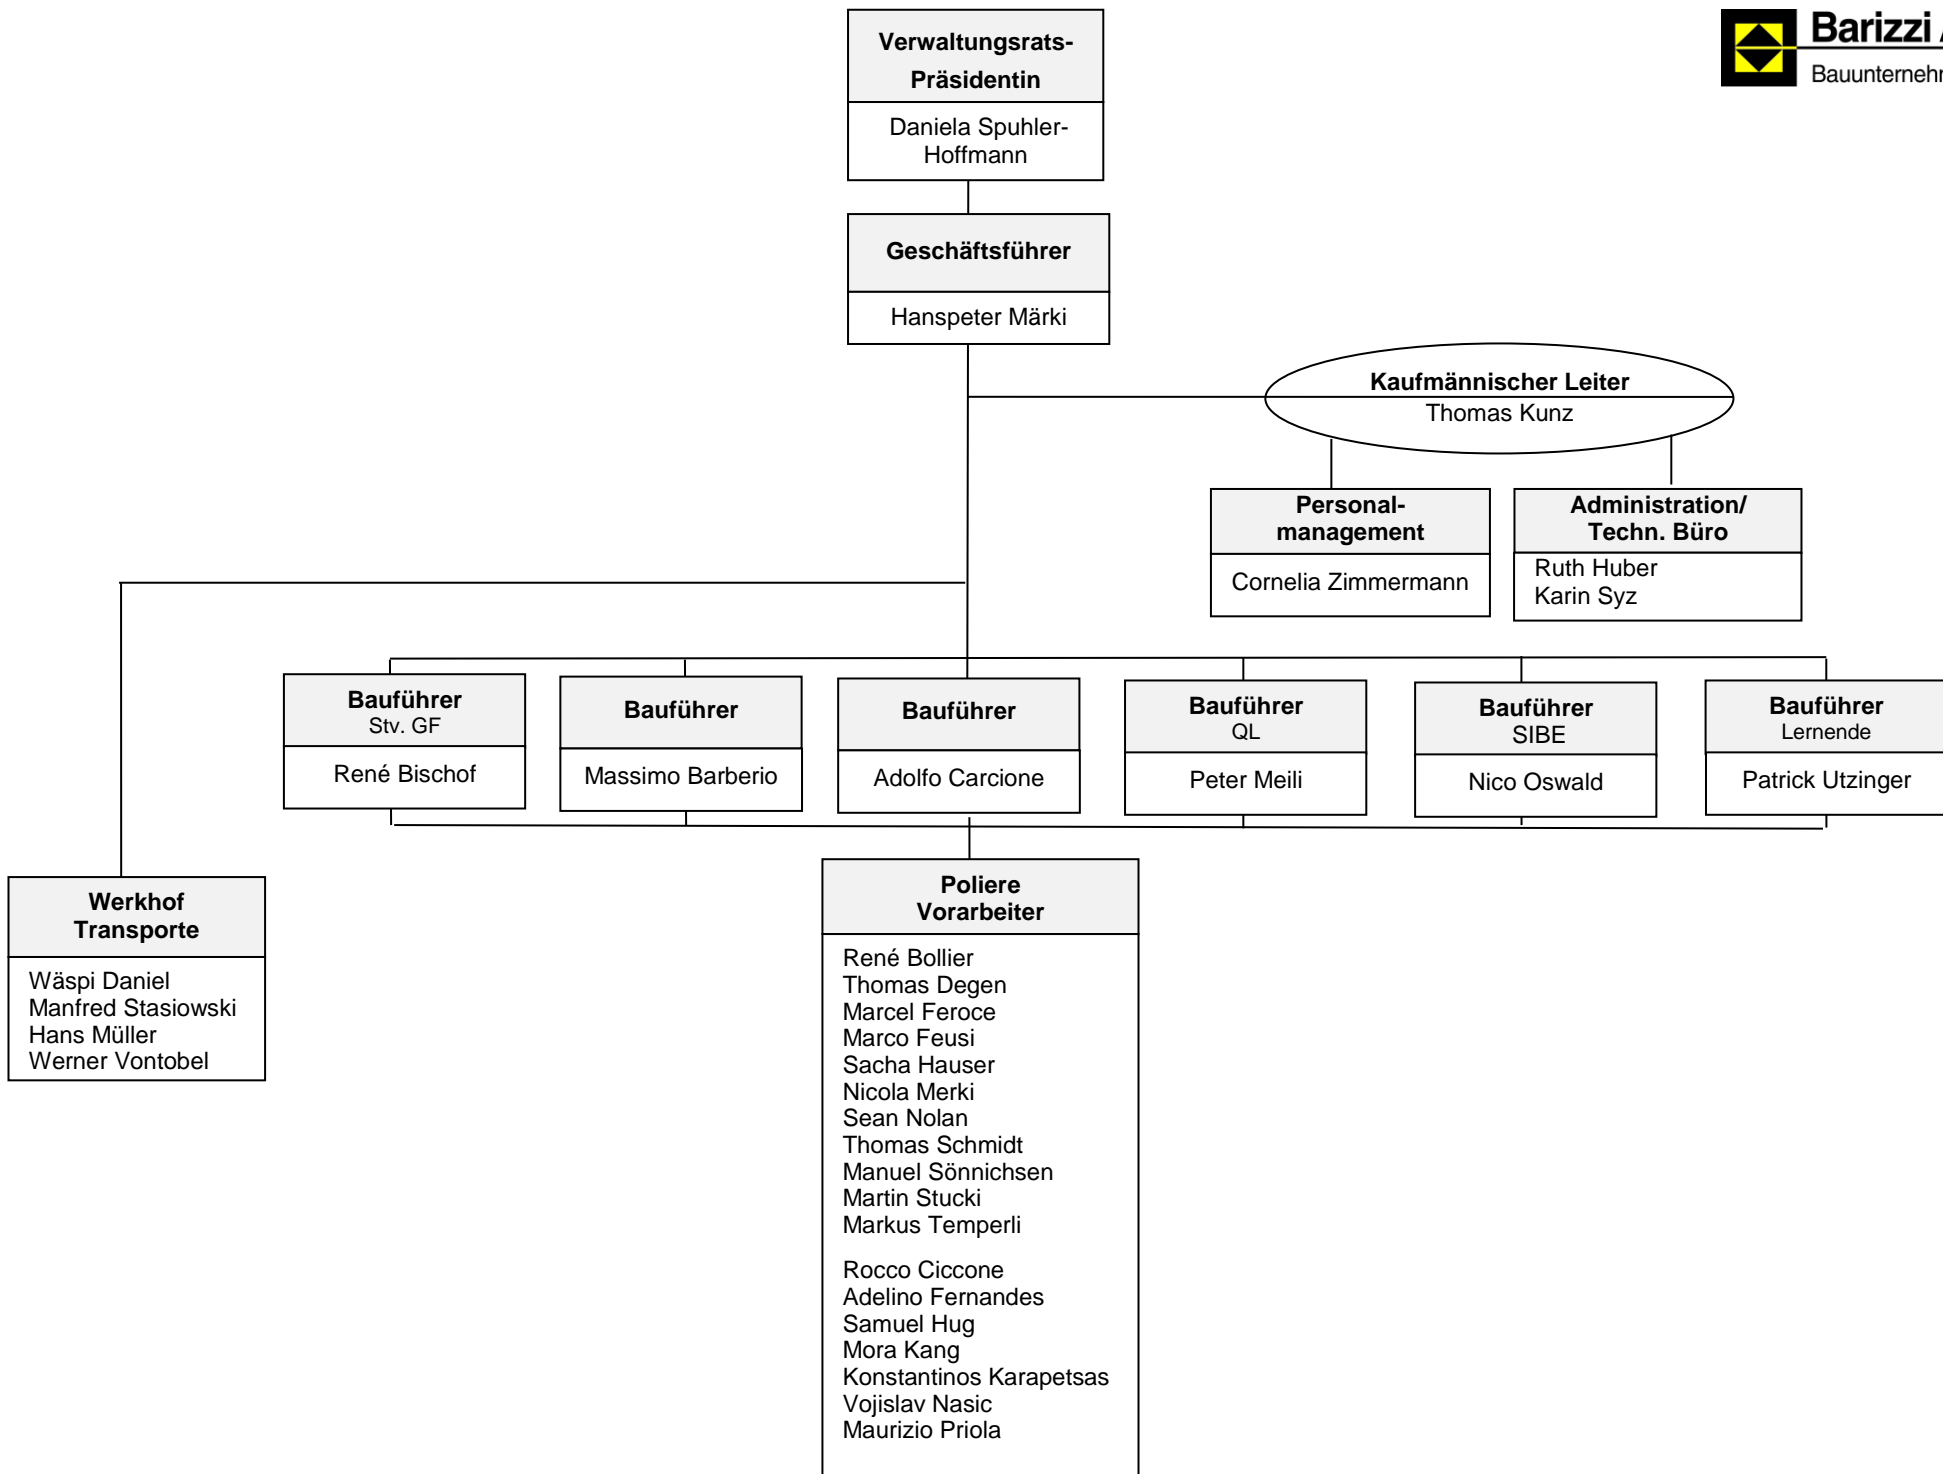 Barizzi
Bauunternehm
Verwaltungsrats-
Präsidentin
Daniela Spuhler-
Hoffmann
Geschäftsführer
Hanspeter Märki
Kaufmännischer Leiter
Thomas Kunz
Personal-
management
Cornelia Zimmermann
Administration/
Techn. Büro
Ruth Huber
Karin Syz
Bauführer
Stv. GF
René Bischof
Bauführer
Massimo Barberio
Bauführer
Adolfo Carcione
Bauführer
QL
Peter Meili
Bauführer
SIBE
Nico Oswald
Bauführer
Lernende
Patrick Utzinger
Werkhof
Transporte
Wäspi Daniel
Manfred Stasiowski
Hans Müller
Werner Vontobel
Poliere
Vorarbeiter
René Bollier
Thomas Degen
Marcel Feroce
Marco Feusi
Sacha Hauser
Nicola Merki
Sean Nolan
Thomas Schmidt
Manuel Sönnichsen
Martin Stucki
Markus Temperli
Rocco Ciccone
Adelino Fernandes
Samuel Hug
Mora Kang
Konstantinos Karapetsas
Vojislav Nasic
Maurizio Priola